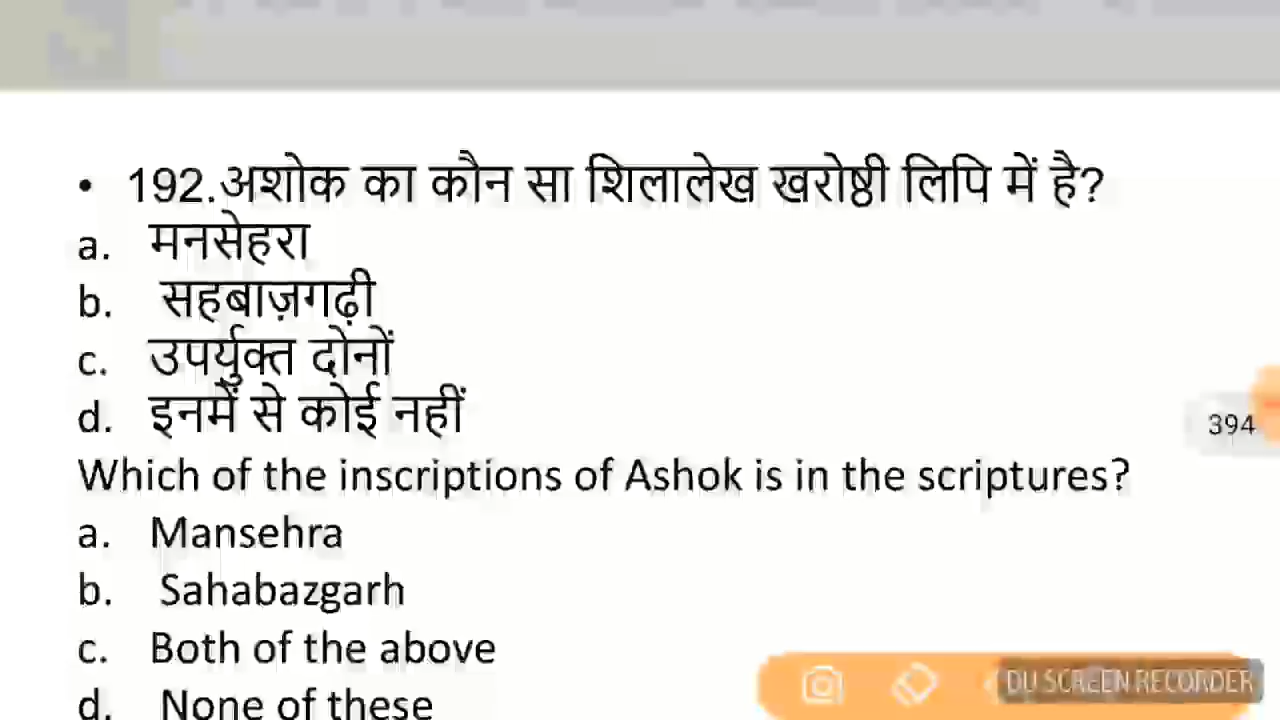 • 192.अशोक का कौन सा शिलालेख खरोष्ठी लिपि में है?
a. मनसेहरा
b. सहबाज़गढ़ी
c. उपर्युक्त दोनों
d. इनमें से कोई नहीं
394
Which of the inscriptions of Ashok is in the scriptures?
a. Mansehra
b. Sahabazgarh
c. Both of the above
d. None of these
DU SCREEN RECORDER